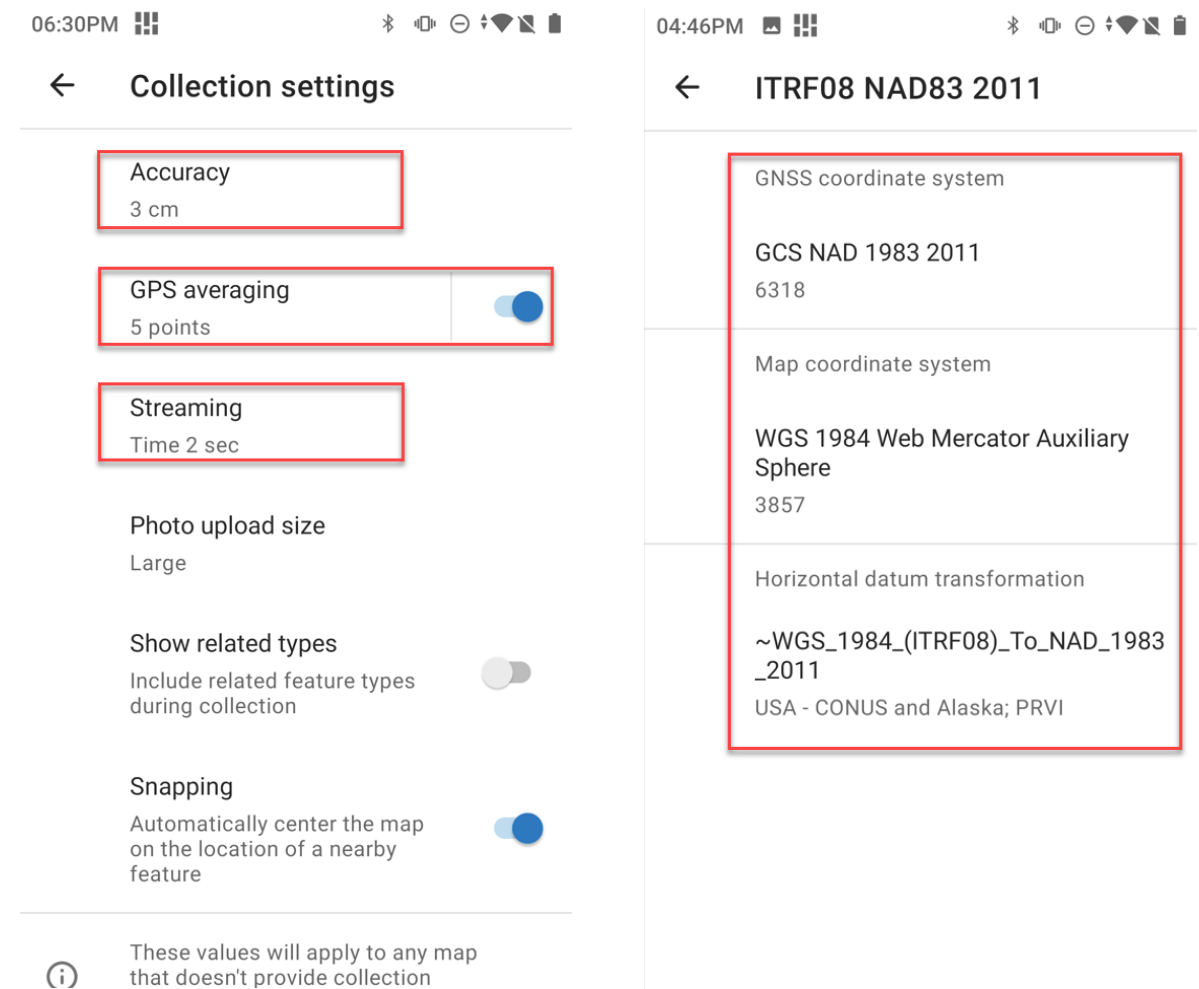 06:30PM
Collection settings
Accuracy
3 cm
GPS averaging
5 points
Streaming
Time 2 sec
Photo upload size
Large
Show related types
Include related feature types
during collection
Snapping
Automatically center the map
on the location of a nearby
feature
These values will apply to any map
that doesn't provide collection
04:46PM
ITRF08 NAD83 2011
GNSS coordinate system
GCS NAD 1983 2011
6318
Map coordinate system
WGS 1984 Web Mercator Auxiliary
Sphere
3857
Horizontal datum transformation
~WGS_1984_(ITRF08)_To_NAD_1983
_2011
USA - CONUS and Alaska; PRVI